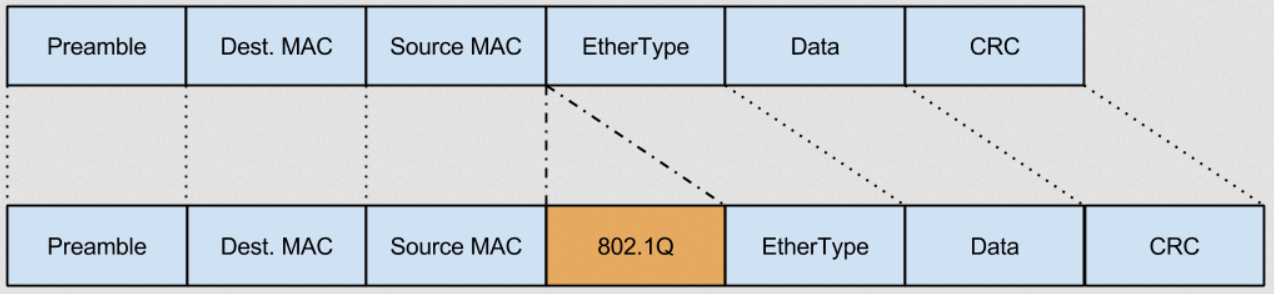 Preamble Dest. MAC Source MAC EtherType Data CRC
Preamble Dest. MAC Source MAC 802.1Q EtherType Data CRC